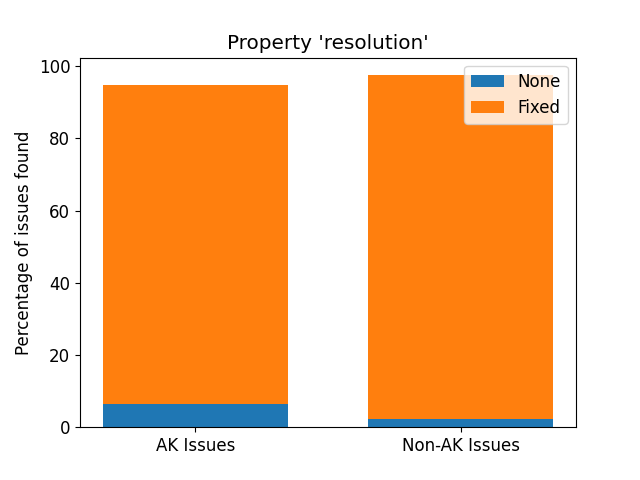 Property 'resolution'
None
Fixed
Percentage of issues found
100
80
60
40
20
0
AK Issues
Non-AK Issues